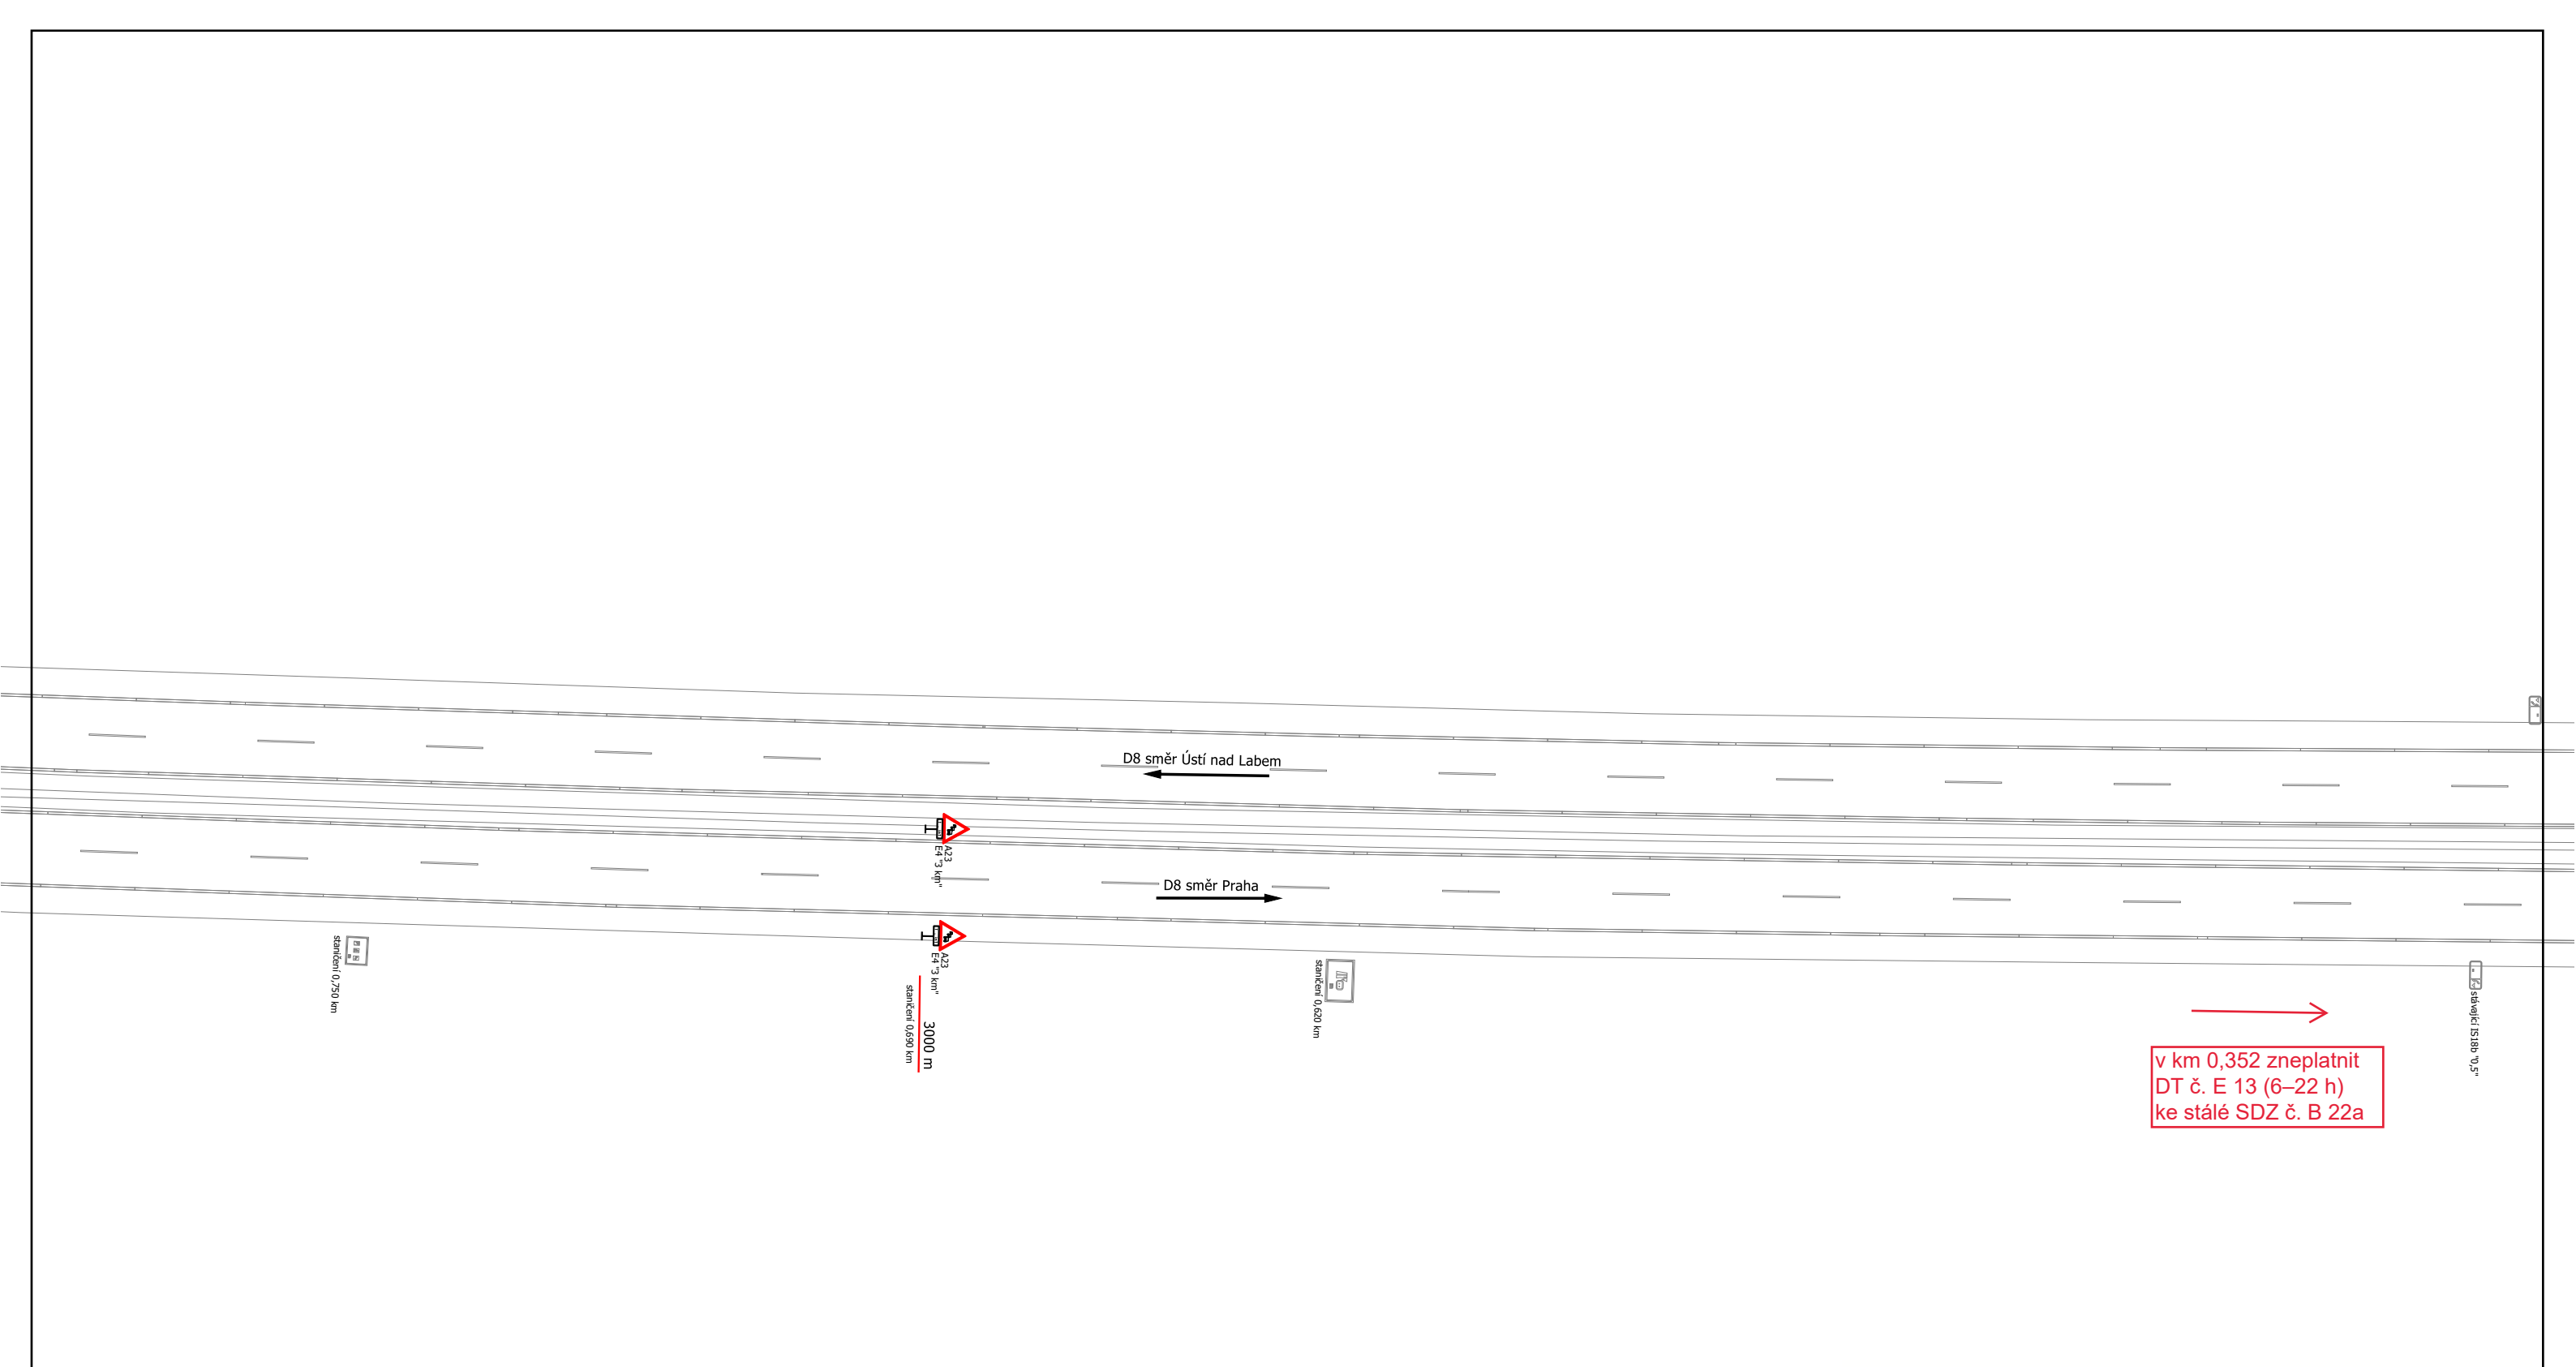 D8 směr Ústí nad Labem
A23
E4 "3 km"
D8 směr Praha
A23
E4 "3 km"
3000 m
staničení 0,690 km
staničení 0,750 km
staničení 0,620 km
stávající IS18b "0,5"
v km 0,352 zneplatnit
DT č. E 13 (6–22 h)
ke stálé SDZ č. B 22a